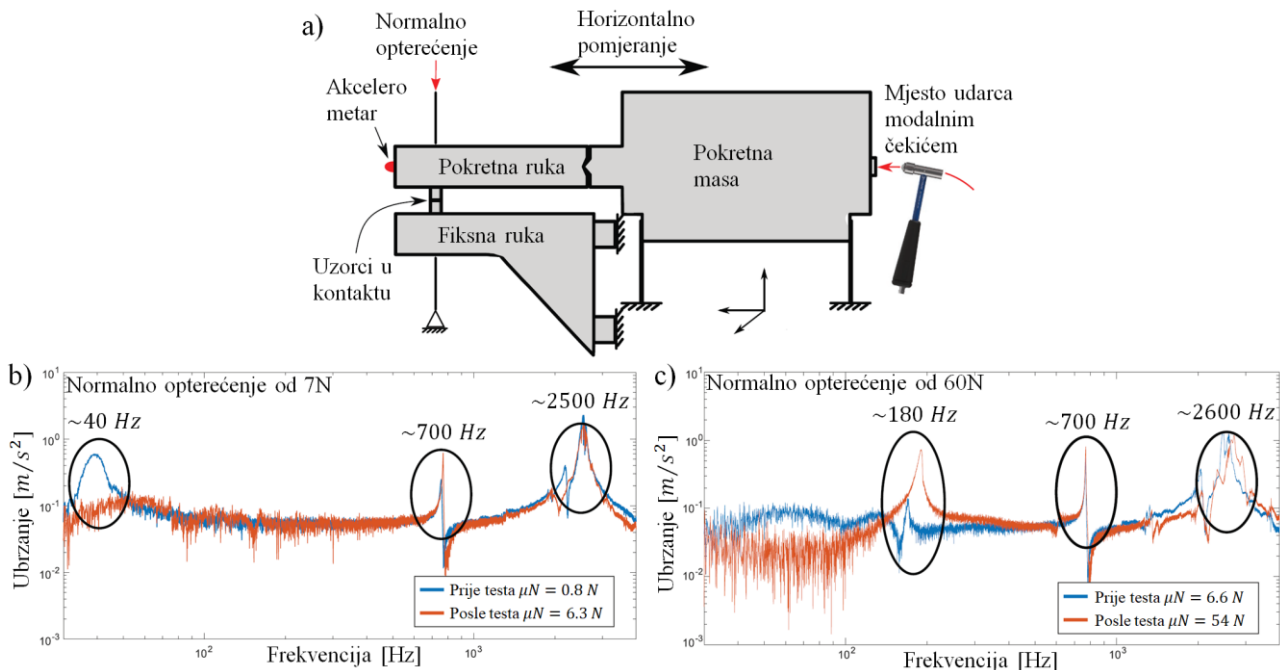 a)
Normalno
opterećenje
Horizontalno
pomjeranje
Akcelero
metar
Mjesto udarca
modalnim
čekićem
Pokretna ruka
Pokretna
masa
Fiksna ruka
Uzorci u
kontaktu
b)
Normalno opterećenje od 7N
~40 Hz
~700 Hz
~2500 Hz
Ubrzanje [m/s²]
10¹
10⁰
10⁻¹
10⁻²
10⁻³
Prije testa μN = 0.8 N
Posle testa μN = 6.3 N
10²
10³
Frekvencija [Hz]
c)
Normalno opterećenje od 60N
~180 Hz
~700 Hz
~2600 Hz
Ubrzanje [m/s²]
10¹
10⁰
10⁻¹
10⁻²
10⁻³
Prije testa μN = 6.6 N
Posle testa μN = 54 N
10²
10³
Frekvencija [Hz]